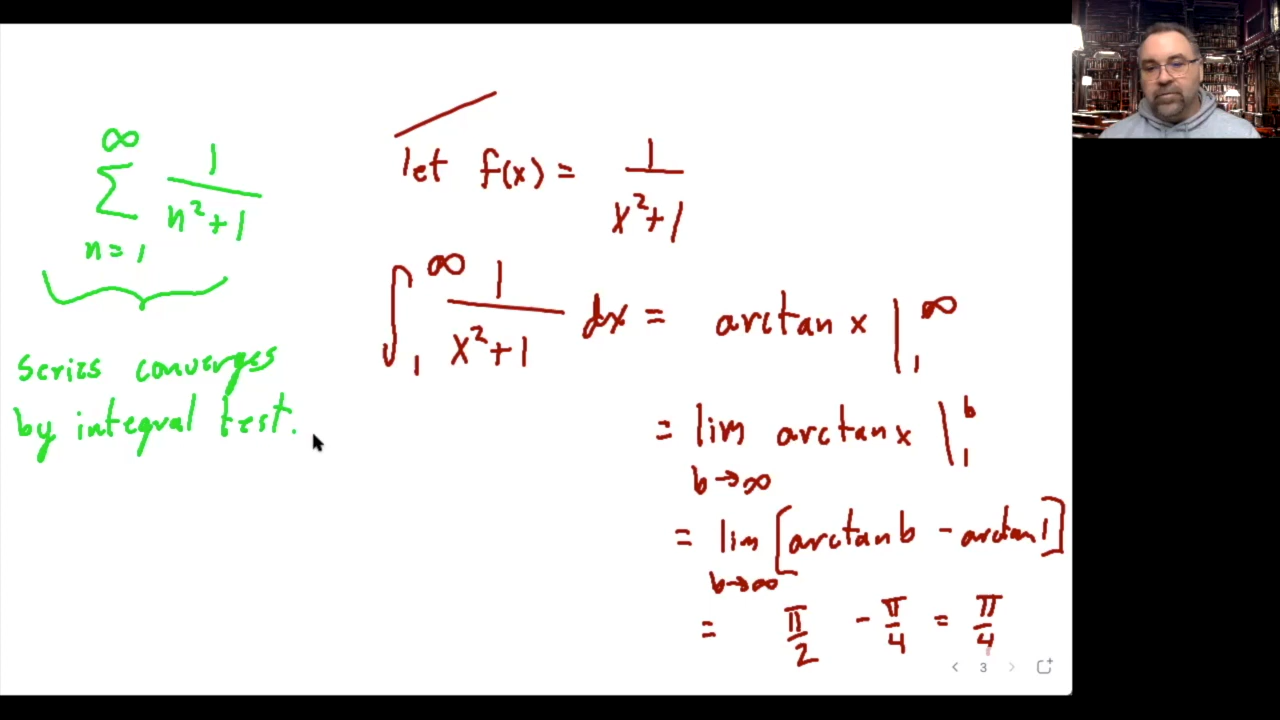 ∞
∑ 1/(n²+1)
n=1
series converges
by integral test.
let f(x) = 1/(x²+1)
∫₁^∞ 1/(x²+1) dx = arctan x |₁^∞
= lim b→∞ arctan x |₁^b
= lim b→∞ [arctan b - arctan 1]
= π/2 - π/4 = π/4
< 3 >